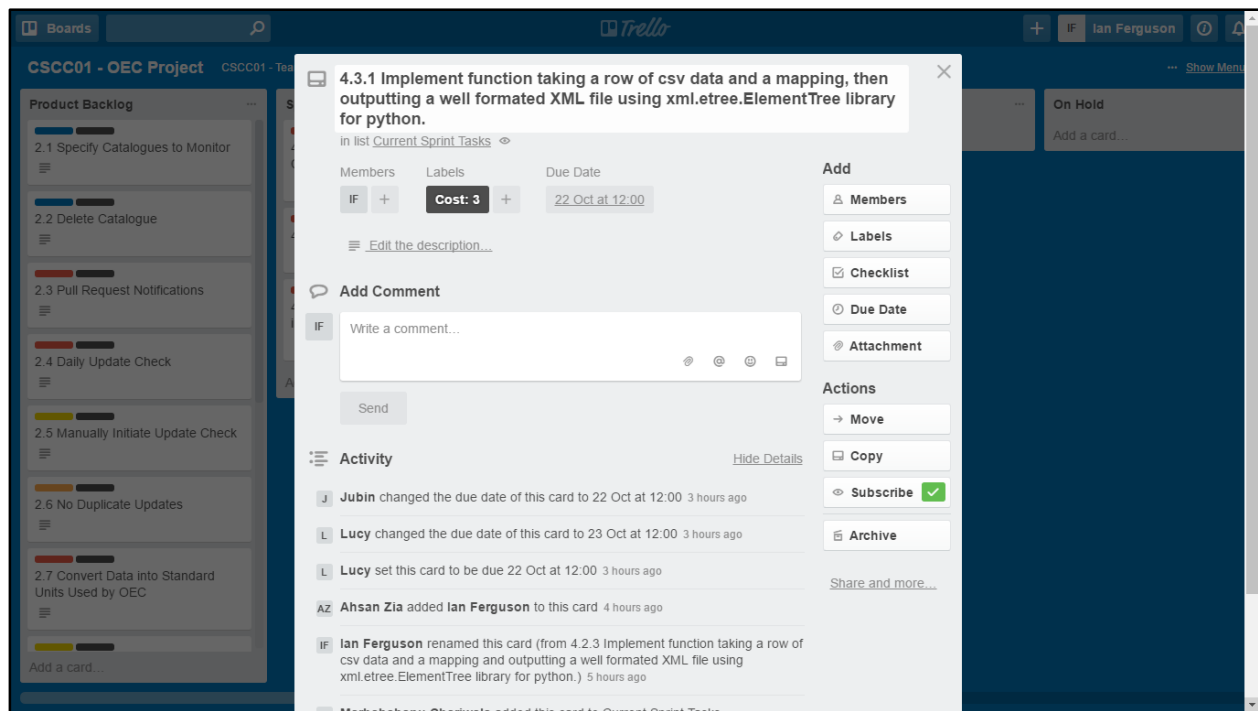 Boards
Trello
IF Ian Ferguson
CSCC01 - OEC Project CSCC01 - Tea
... Show Menu
Product Backlog
2.1 Specify Catalogues to Monitor
2.2 Delete Catalogue
2.3 Pull Request Notifications
2.4 Daily Update Check
2.5 Manually Initiate Update Check
2.6 No Duplicate Updates
2.7 Convert Data into Standard
Units Used by OEC
Add a card...
4.3.1 Implement function taking a row of csv data and a mapping, then
outputting a well formated XML file using xml.etree.ElementTree library
for python.
in list Current Sprint Tasks
Members Labels Due Date
IF + Cost: 3 + 22 Oct at 12:00
Edit the description...
Add Comment
IF Write a comment...
Send
Activity Hide Details
J Jubin changed the due date of this card to 22 Oct at 12:00 3 hours ago
L Lucy changed the due date of this card to 23 Oct at 12:00 3 hours ago
L Lucy set this card to be due 22 Oct at 12:00 3 hours ago
AZ Ahsan Zia added Ian Ferguson to this card 4 hours ago
IF Ian Ferguson renamed this card (from 4.2.3 Implement function taking a row of
csv data and a mapping and outputting a well formated XML file using
xml.etree.ElementTree library for python.) 5 hours ago
added this card to Current Sprint Tasks
Add
Members
Labels
Checklist
Due Date
Attachment
Actions
Move
Copy
Subscribe
Archive
Share and more...
On Hold
Add a card...